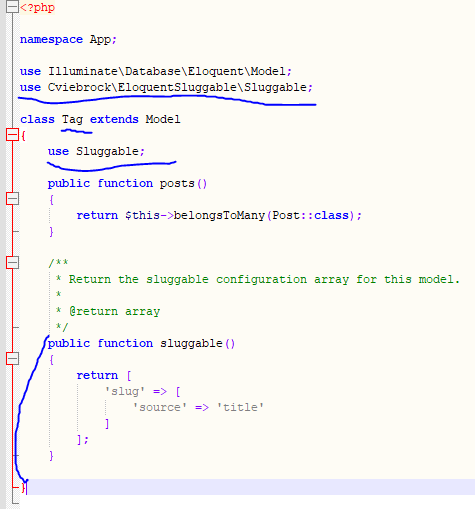 <?php
namespace App;
use Illuminate\Database\Eloquent\Model;
use Cviebrock\EloquentSluggable\Sluggable;
class Tag extends Model
{
    use Sluggable;
    public function posts()
    {
        return $this->belongsToMany(Post::class);
    }
    /**
     * Return the sluggable configuration array for this model.
     *
     * @return array
     */
    public function sluggable()
    {
        return [
            'slug' => [
                'source' => 'title'
            ]
        ];
    }
}